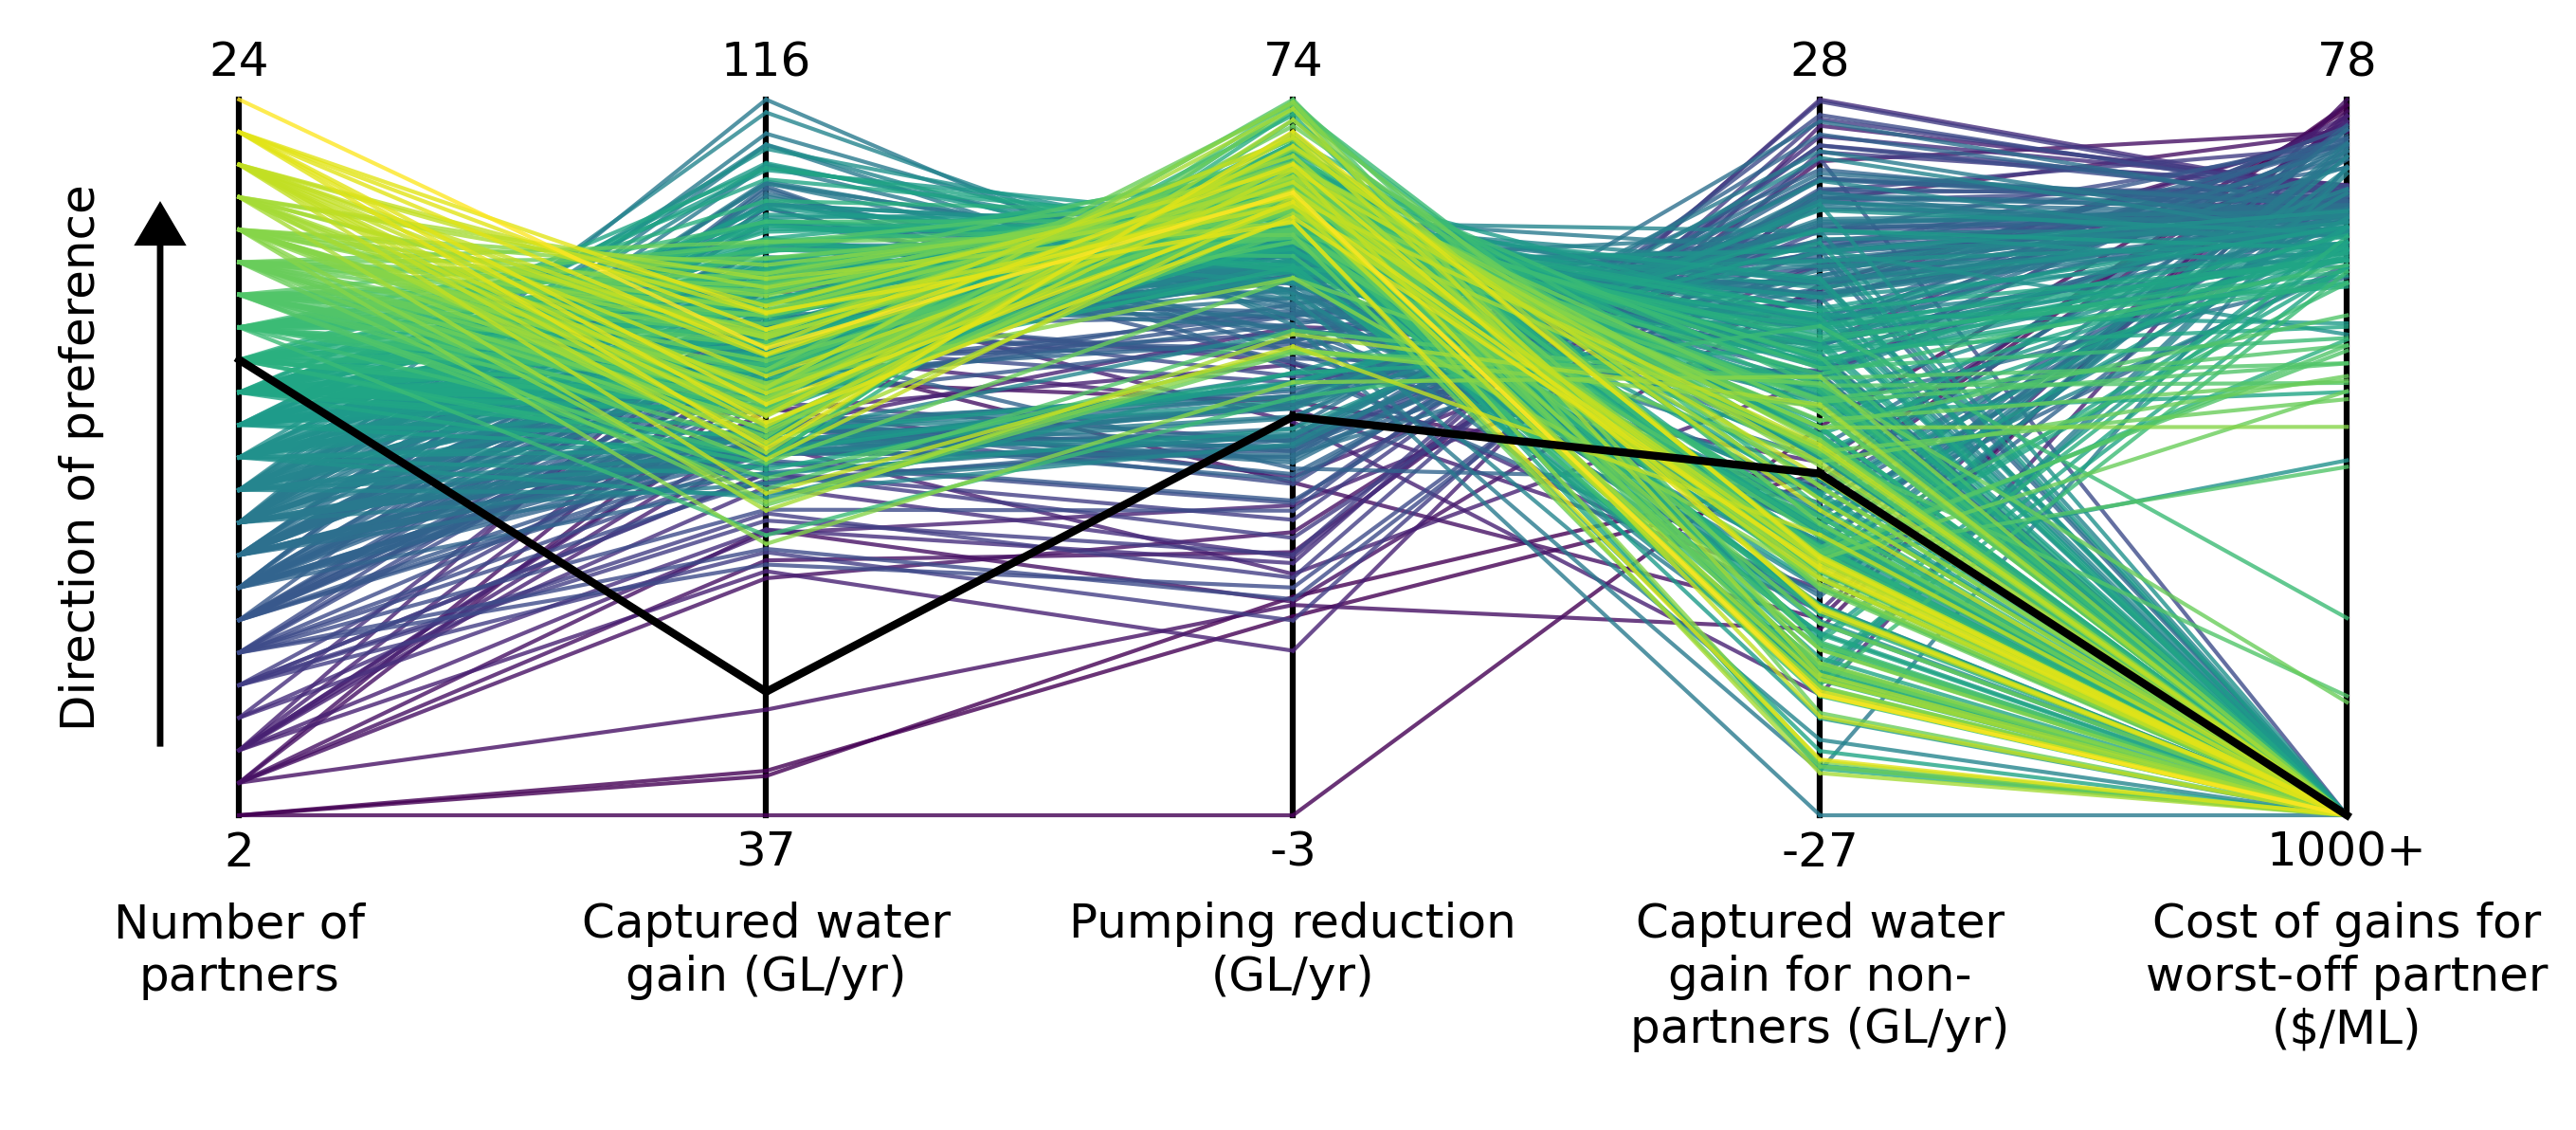 24
116
74
28
78
Direction of preference
2
37
-3
-27
1000+
Number of
partners
Captured water
gain (GL/yr)
Pumping reduction
(GL/yr)
Captured water
gain for non-
partners (GL/yr)
Cost of gains for
worst-off partner
($/ML)